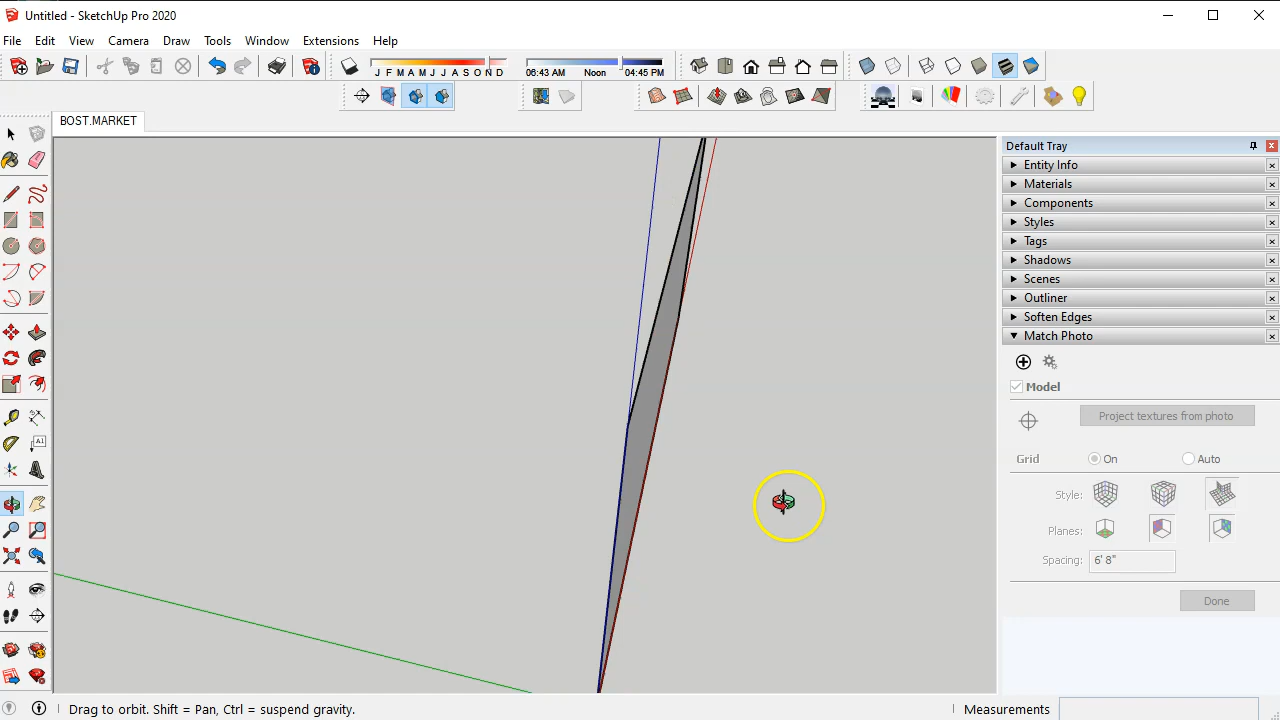 Untitled - SketchUp Pro 2020
File Edit View Camera Draw Tools Window Extensions Help
J F M A M J J A S O N D 06:43 AM Noon 04:45 PM
BOST.MARKET
Default Tray
Entity Info
Materials
Components
Styles
Tags
Shadows
Scenes
Outliner
Soften Edges
Match Photo
Model
Project textures from photo
Grid On Auto
Style:
Planes:
Spacing: 6' 8"
Done
Drag to orbit. Shift = Pan, Ctrl = suspend gravity. Measurements